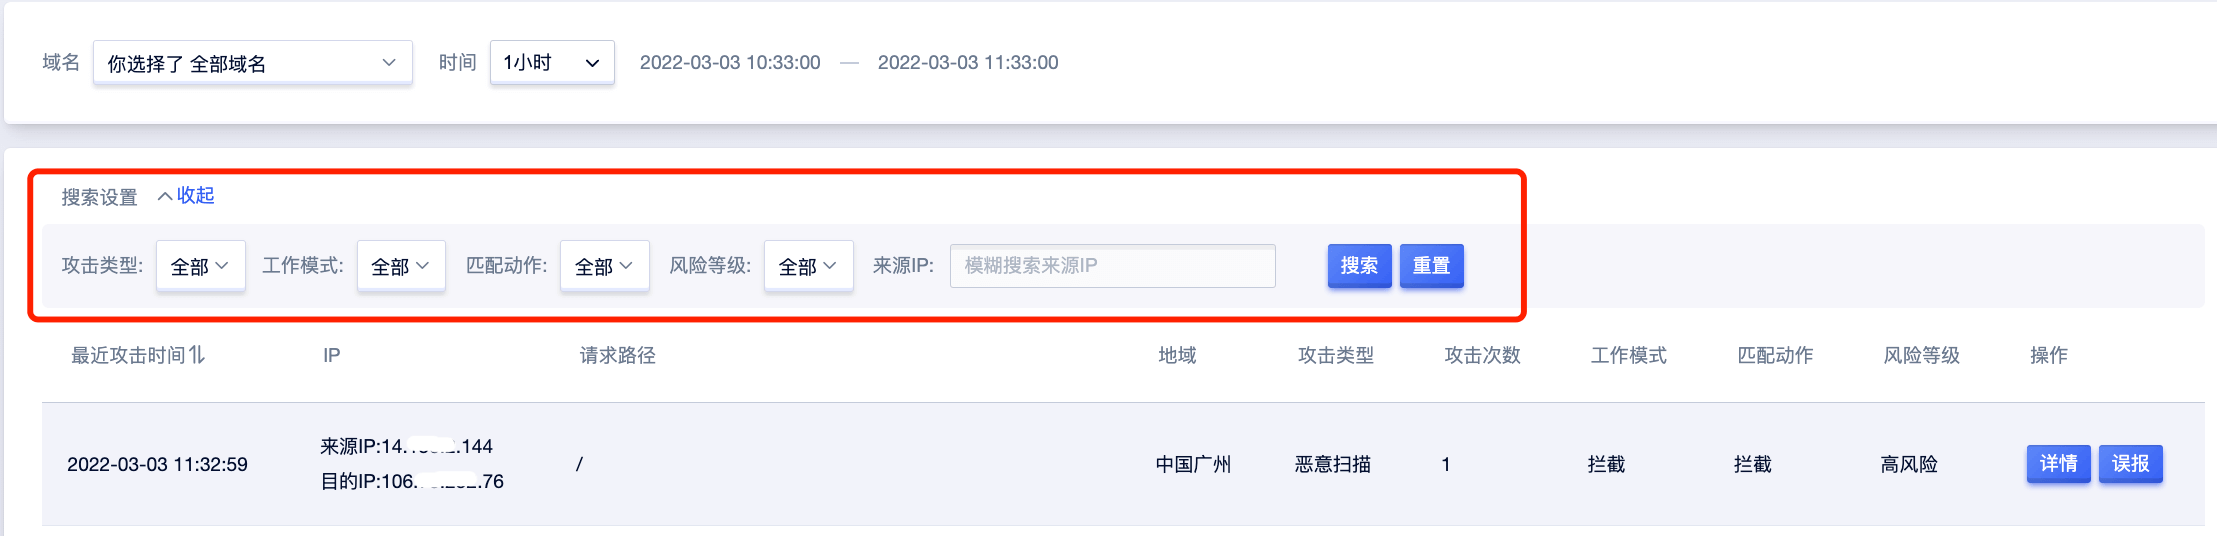 域名 你选择了 全部域名 时间 1小时 2022-03-03 10:33:00 — 2022-03-03 11:33:00
搜索设置 收起
攻击类型: 全部 工作模式: 全部 匹配动作: 全部 风险等级: 全部 来源IP: 模糊搜索来源IP 搜索 重置
最近攻击时间 IP 请求路径 地域 攻击类型 攻击次数 工作模式 匹配动作 风险等级 操作
来源IP:14. .144
2022-03-03 11:32:59 / 中国广州 恶意扫描 1 拦截 拦截 高风险 详情 误报
目的IP:106. .76